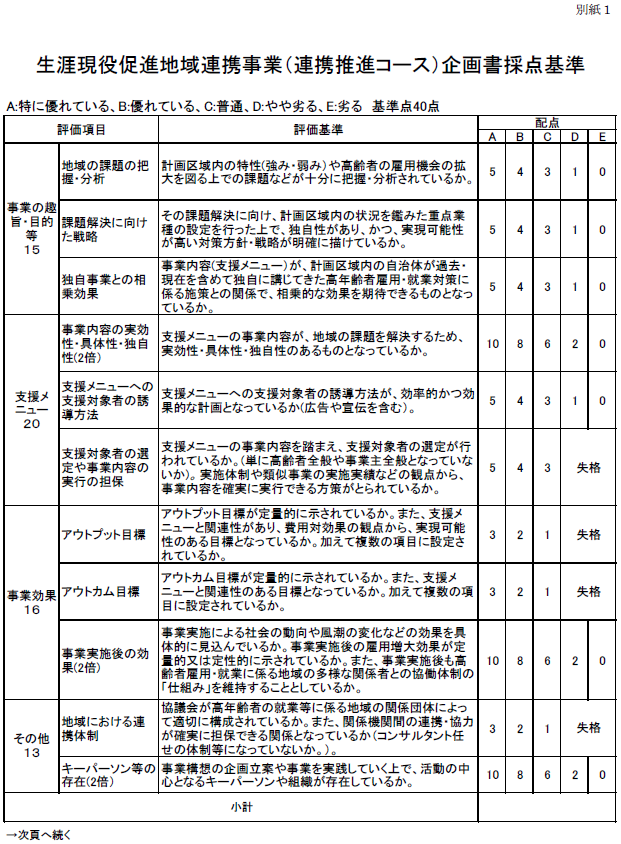 別紙１
生涯現役促進地域連携事業（連携推進コース）企画書採点基準
A:特に優れている、B:優れている、C:普通、D:やや劣る、E:劣る　基準点40点
評価項目
評価基準
配点
A
B
C
D
E
事業の趣
旨・目的
等
15
地域の課題の把
握・分析
計画区域内の特性(強み・弱み)や高齢者の雇用機会の拡
大を図る上での課題などが十分に把握・分析されているか。
5
4
3
1
0
課題解決に向け
た戦略
その課題解決に向け、計画区域内の状況を鑑みた重点業
種の設定を行った上で、独自性があり、かつ、実現可能性
が高い対策方針・戦略が明確に描けているか。
5
4
3
1
0
独自事業との相
乗効果
事業内容(支援メニュー)が、計画区域内の自治体が過去・
現在を含めて独自に講じてきた高年齢者雇用・就業対策に
係る施策との関係で、相乗的な効果を期待できるものとなっ
ているか。
5
4
3
1
0
支援メ
ニュー
20
事業内容の実効
性・具体性・独自
性(2倍)
支援メニューの事業内容が、地域の課題を解決するため、
実効性・具体性・独自性のあるものとなっているか。
10
8
6
2
0
支援メニューへの
支援対象者の誘
導方法
支援メニューへの支援対象者の誘導方法が、効率的かつ効
果的な計画となっているか(広告や宣伝を含む)。
5
4
3
1
0
支援対象者の選
定や事業内容の
実行の担保
支援メニューの事業内容を踏まえ、支援対象者の選定が行
われているか。(単に高齢者全般や事業主全般となっていな
いか)。実施体制や類似事業の実施実績などの観点から、
事業内容を確実に実行できる方策がとられているか。
5
4
3
失格
事業効果
16
アウトプット目標
アウトプット目標が定量的に示されているか。また、支援メ
ニューと関連性があり、費用対効果の観点から、実現可能
性のある目標となっているか。加えて複数の項目に設定さ
れているか。
3
2
1
失格
アウトカム目標
アウトカム目標が定量的に示されているか。また、支援メ
ニューと関連性のある目標となっているか。加えて複数の項
目に設定されているか。
3
2
1
失格
事業実施後の効
果(2倍)
事業実施による社会の動向や風潮の変化などの効果を具
体的に見込んでいるか。事業実施後の雇用増大効果が定
量的又は定性的に示されているか。また、事業実施後も高
齢者雇用・就業に係る地域の多様な関係者との協働体制の
「仕組み」を維持することとしているか。
10
8
6
2
0
その他
13
地域における連
携体制
協議会が高年齢者の就業等に係る地域の関係団体によっ
て適切に構成されているか。また、関係機関間の連携・協力
が確実に担保できる関係となっているか(コンサルタント任
せの体制等になっていないか。)。
3
2
1
失格
キーパーソン等の
存在(2倍)
事業構想の企画立案や事業を実践していく上で、活動の中
心となるキーパーソンや組織が存在しているか。
10
8
6
2
0
小計
→次頁へ続く